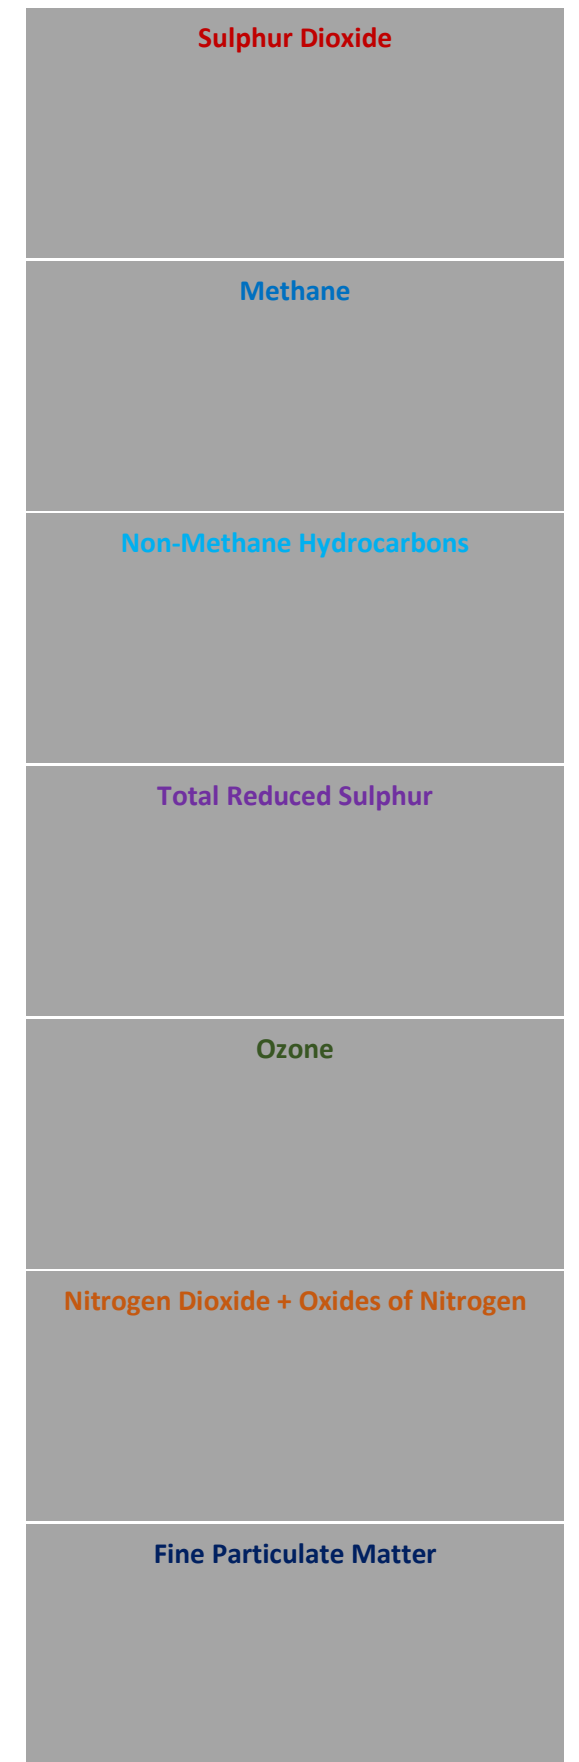 Sulphur Dioxide
Methane
Non-Methane Hydrocarbons
Total Reduced Sulphur
Ozone
Nitrogen Dioxide + Oxides of Nitrogen
Fine Particulate Matter